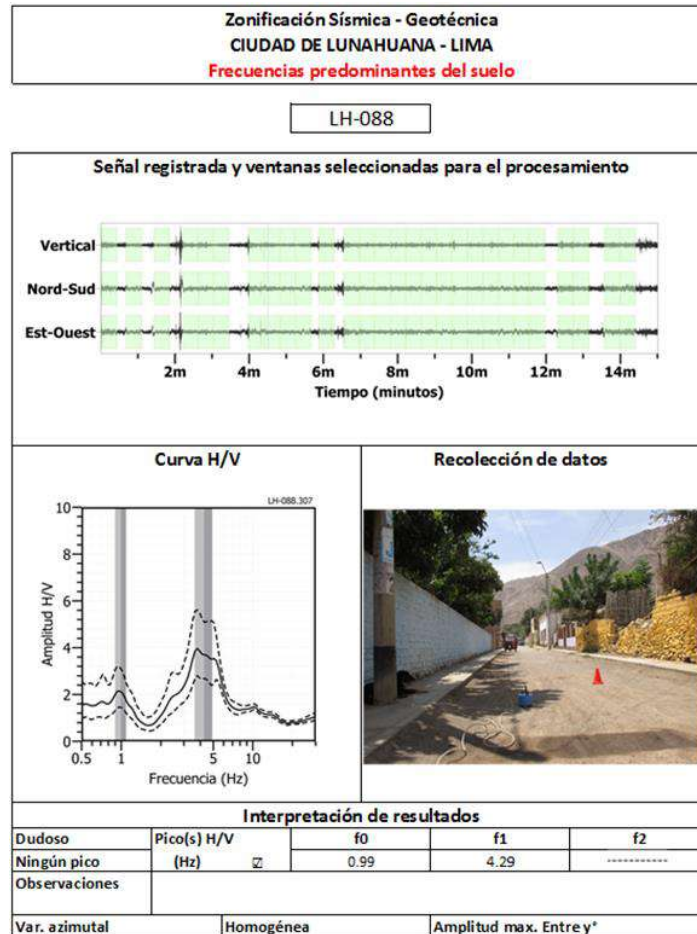 Zonificación Sísmica - Geotécnica
CIUDAD DE LUNAHUANA - LIMA
Frecuencias predominantes del suelo
LH-088
Señal registrada y ventanas seleccionadas para el procesamiento
Vertical
Nord-Sud
Est-Ouest
2m 4m 6m 8m 10m 12m 14m
Tiempo (minutos)
Curva H/V Recolección de datos
LH-088.307
10
8
6
4
2
0
Amplitud H/V
0.5 1 5 10
Frecuencia (Hz)
Interpretación de resultados
Dudoso Pico(s) H/V f0 f1 f2
Ningún pico (Hz) ☑ 0.99 4.29 -----------
Observaciones
Var. azimutal Homogénea Amplitud max. Entre y°